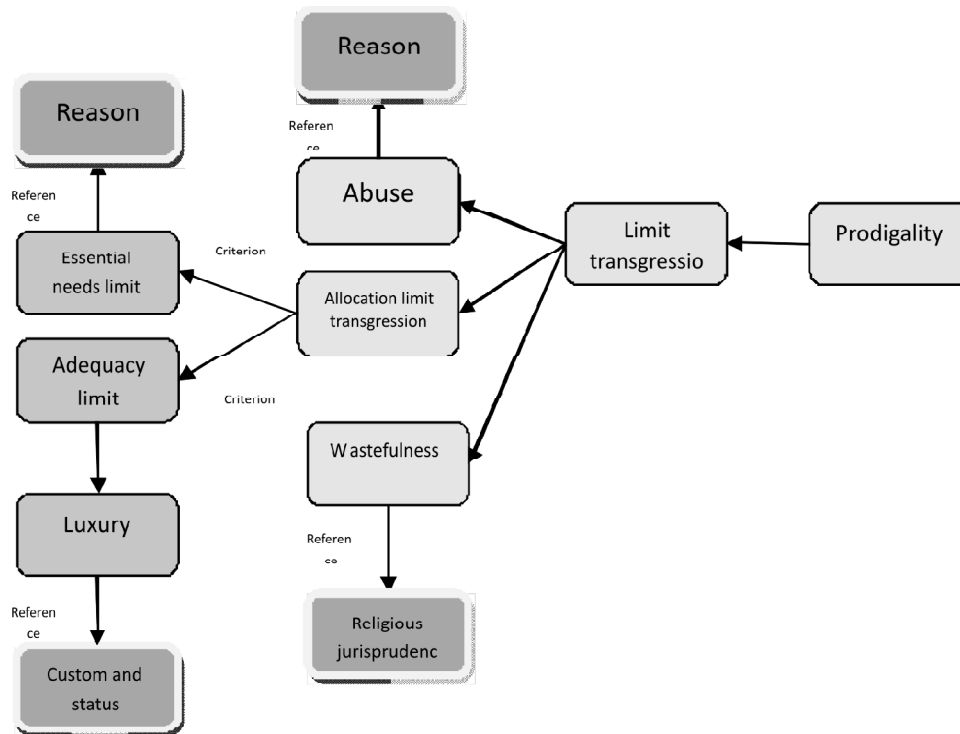 Reason
Reason
Referen
ce
Referen
ce
Abuse
Limit
transgressio
Prodigality
Essential
needs limit
Criterion
Allocation limit
transgression
Adequacy
limit
Criterion
Wastefulness
Luxury
Referen
ce
Referen
ce
Religious
jurisprudenc
Custom and
status